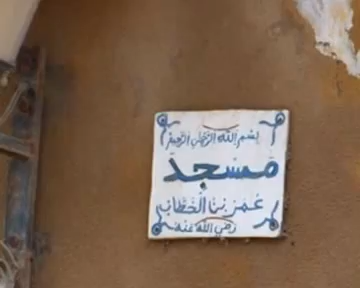 بسم الله الرحمن الرحيم
مسجد
عمر بن الخطاب
رضي الله عنه